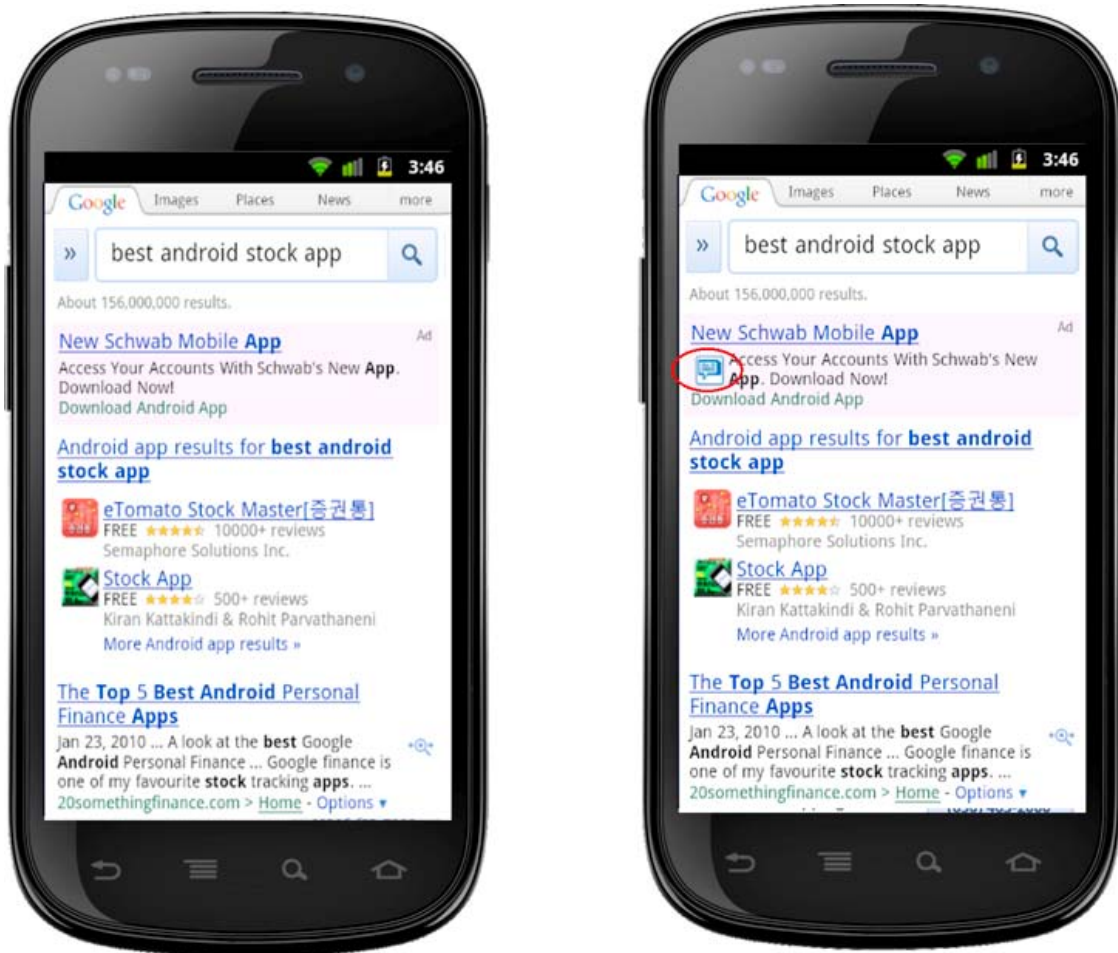 3:46
Google Images Places News more
» best android stock app
About 156,000,000 results.
New Schwab Mobile App Ad
Access Your Accounts With Schwab's New App.
Download Now!
Download Android App
Android app results for best android
stock app
eTomato Stock Master[증권통]
FREE 10000+ reviews
Semaphore Solutions Inc.
Stock App
FREE 500+ reviews
Kiran Kattakindi & Rohit Parvathaneni
More Android app results »
The Top 5 Best Android Personal
Finance Apps
Jan 23, 2010 ... A look at the best Google
Android Personal Finance ... Google finance is
one of my favourite stock tracking apps. ...
20somethingfinance.com > Home - Options ▾
3:46
Google Images Places News more
» best android stock app
About 156,000,000 results.
New Schwab Mobile App Ad
Access Your Accounts With Schwab's New
App. Download Now!
Download Android App
Android app results for best android
stock app
eTomato Stock Master[증권통]
FREE 10000+ reviews
Semaphore Solutions Inc.
Stock App
FREE 500+ reviews
Kiran Kattakindi & Rohit Parvathaneni
More Android app results »
The Top 5 Best Android Personal
Finance Apps
Jan 23, 2010 ... A look at the best Google
Android Personal Finance ... Google finance is
one of my favourite stock tracking apps. ...
20somethingfinance.com > Home - Options ▾